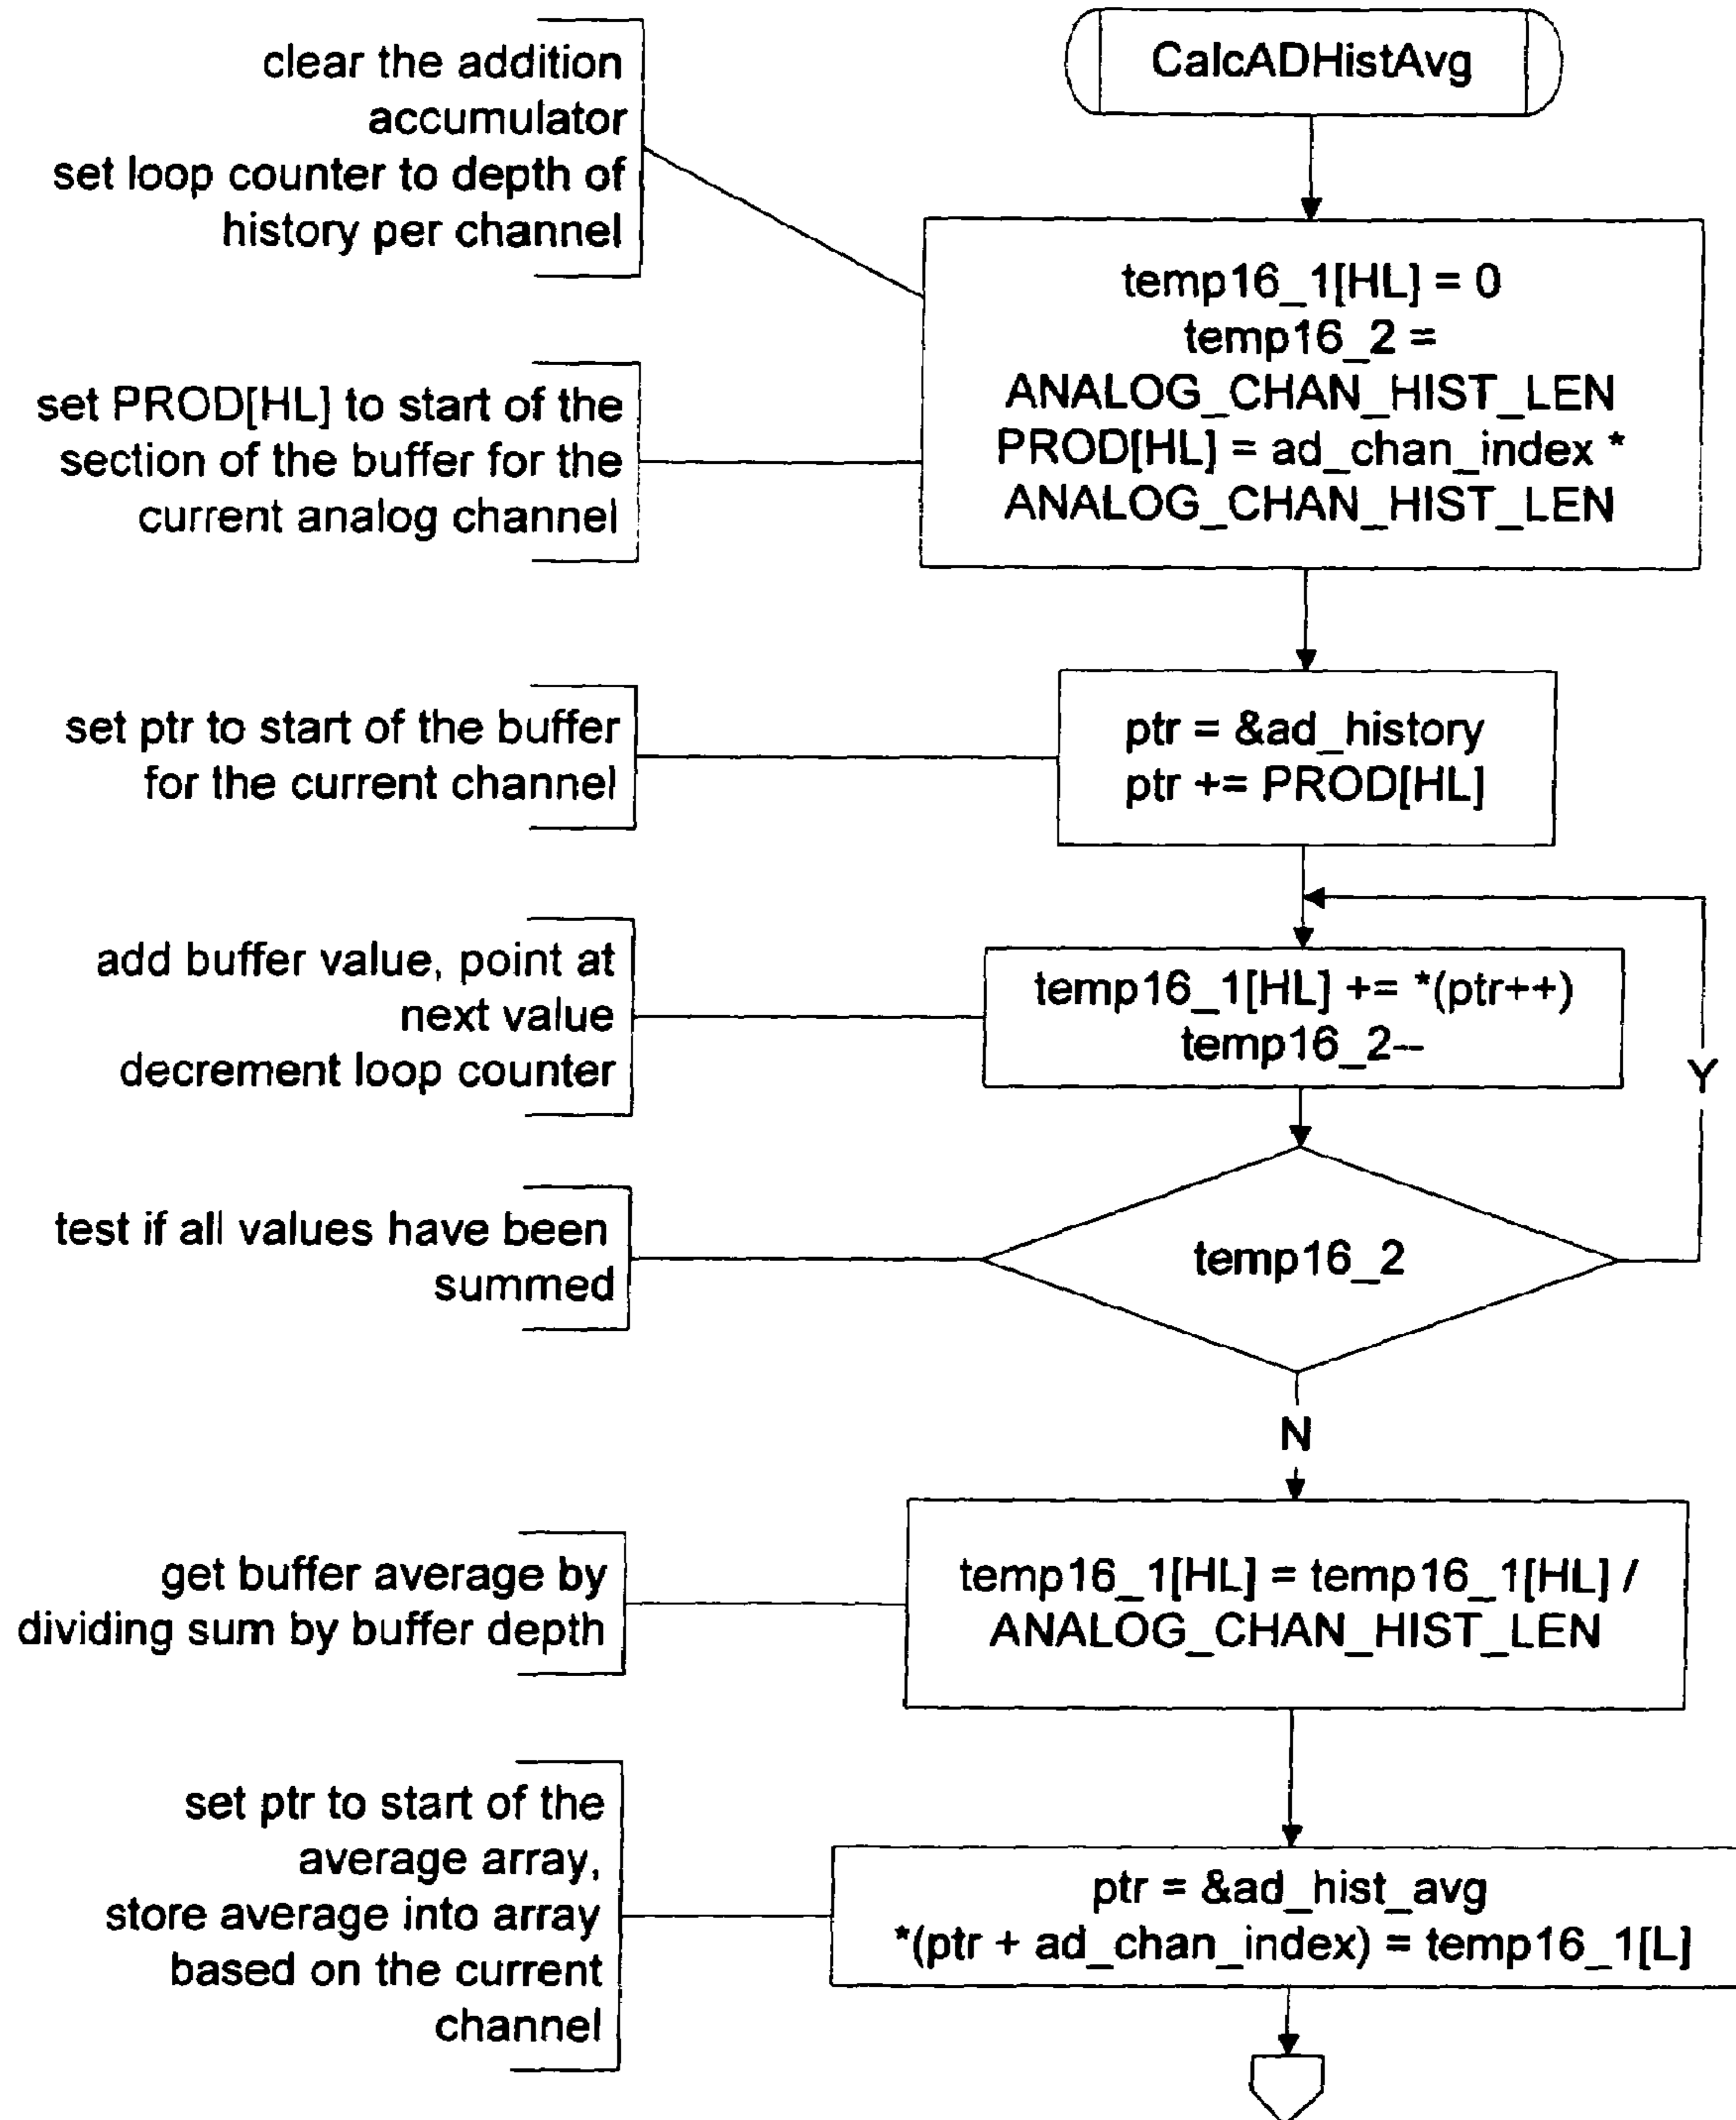 CalcADHistAvg
clear the addition
accumulator
set loop counter to depth of
history per channel
temp16_1[HL] = 0
temp16_2 =
ANALOG_CHAN_HIST_LEN
PROD[HL] = ad_chan_index *
ANALOG_CHAN_HIST_LEN
set PROD[HL] to start of the
section of the buffer for the
current analog channel
set ptr to start of the buffer
for the current channel
ptr = &ad_history
ptr += PROD[HL]
add buffer value, point at
next value
decrement loop counter
temp16_1[HL] += *(ptr++)
temp16_2--
Y
test if all values have been
summed
temp16_2
N
get buffer average by
dividing sum by buffer depth
temp16_1[HL] = temp16_1[HL] /
ANALOG_CHAN_HIST_LEN
set ptr to start of the
average array,
store average into array
based on the current
channel
ptr = &ad_hist_avg
*(ptr + ad_chan_index) = temp16_1[L]